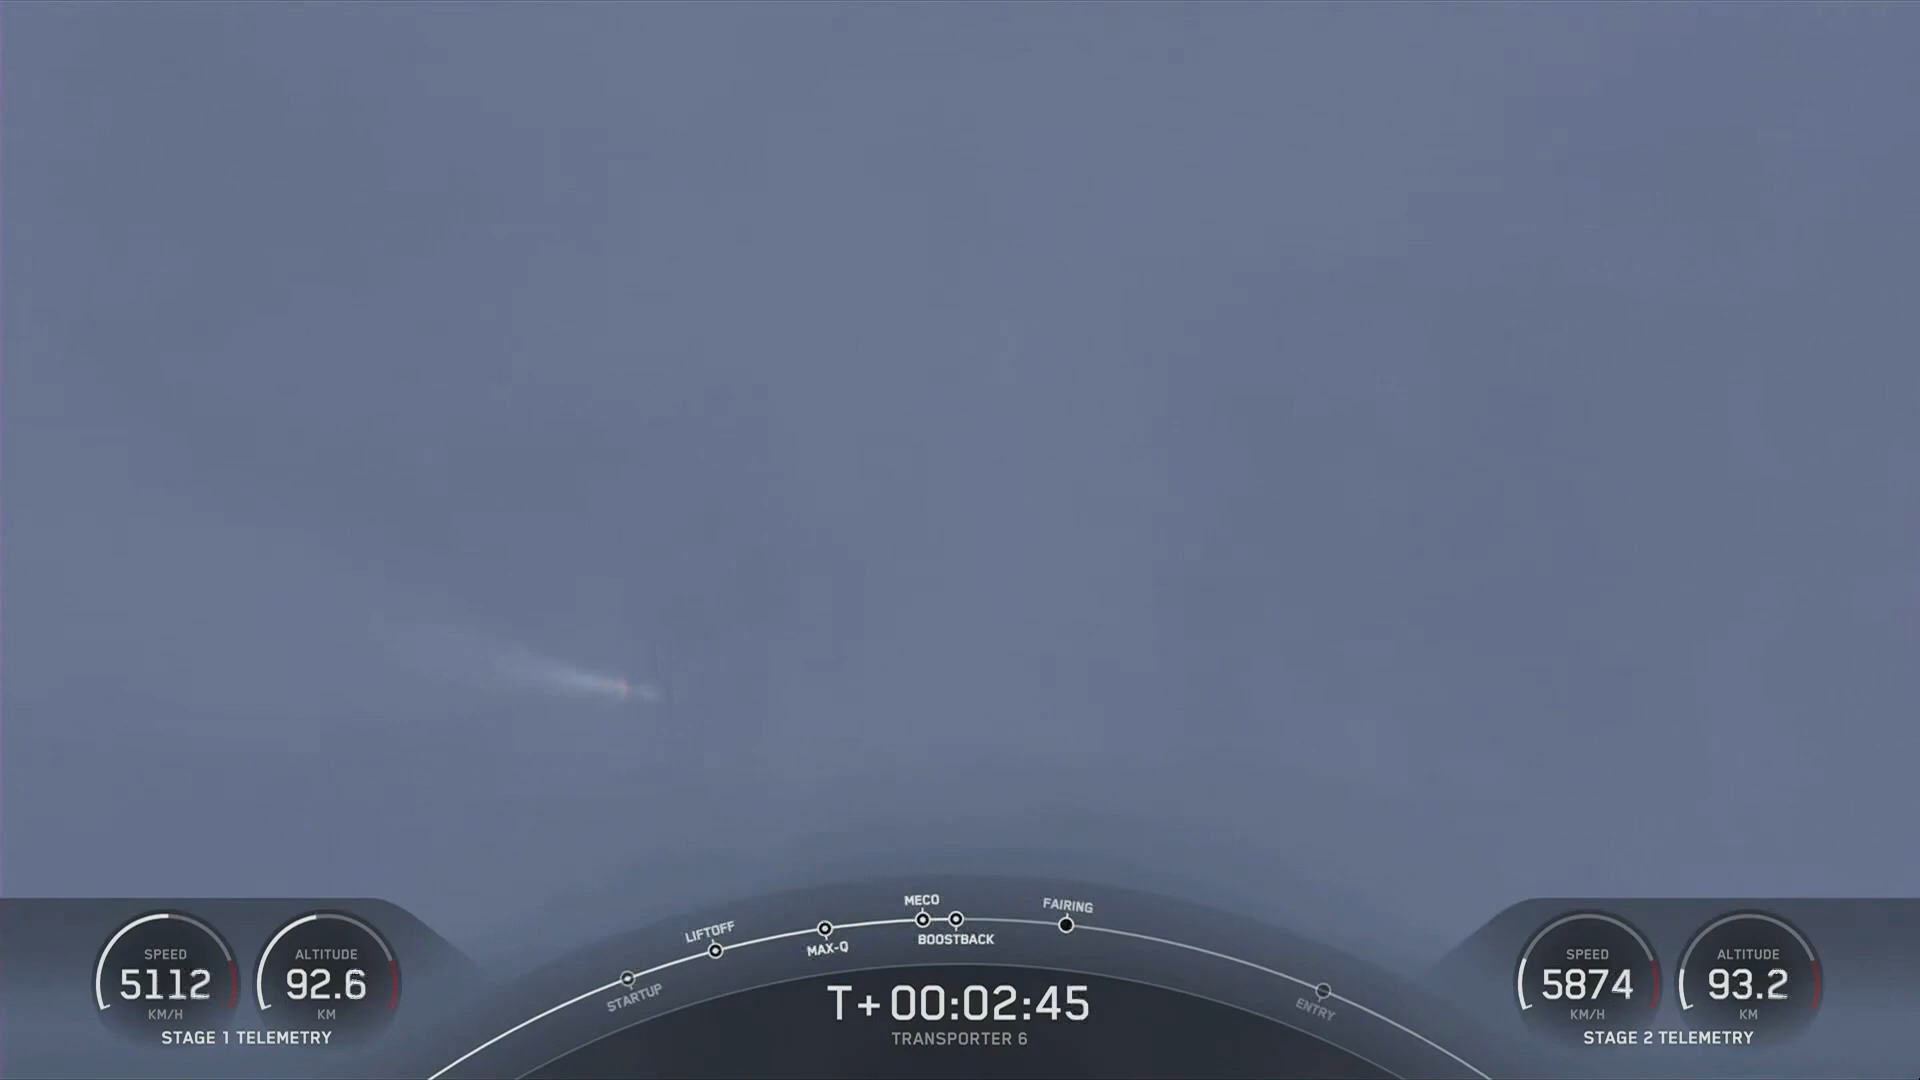 MECO
FAIRING
LIFTOFF
MAX-Q
BOOSTBACK
STARTUP
ENTRY
SPEED
5112
KM/H
ALTITUDE
92.6
KM
STAGE 1 TELEMETRY
T+00:02:45
TRANSPORTER 6
SPEED
5874
KM/H
ALTITUDE
93.2
KM
STAGE 2 TELEMETRY